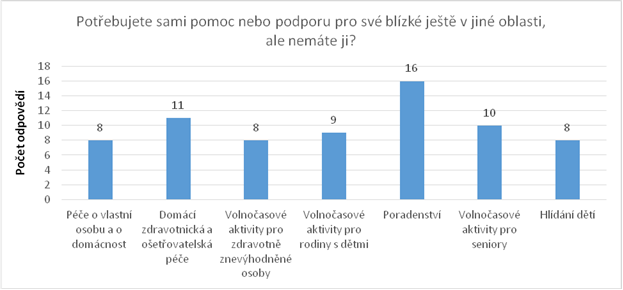 Potřebujete sami pomoc nebo podporu pro své blízké ještě v jiné oblasti,
ale nemáte ji?
Počet odpovědí
18
16
14
12
10
8
6
4
2
0
8
11
8
9
16
10
8
Péče o vlastní
osobu a o
domácnost
Domácí
zdravotnická a
ošetřovatelská
péče
Volnočasové
aktivity pro
zdravotně
znevýhodněné
osoby
Volnočasové
aktivity pro
rodiny s dětmi
Poradenství
Volnočasové
aktivity pro
seniory
Hlídání dětí